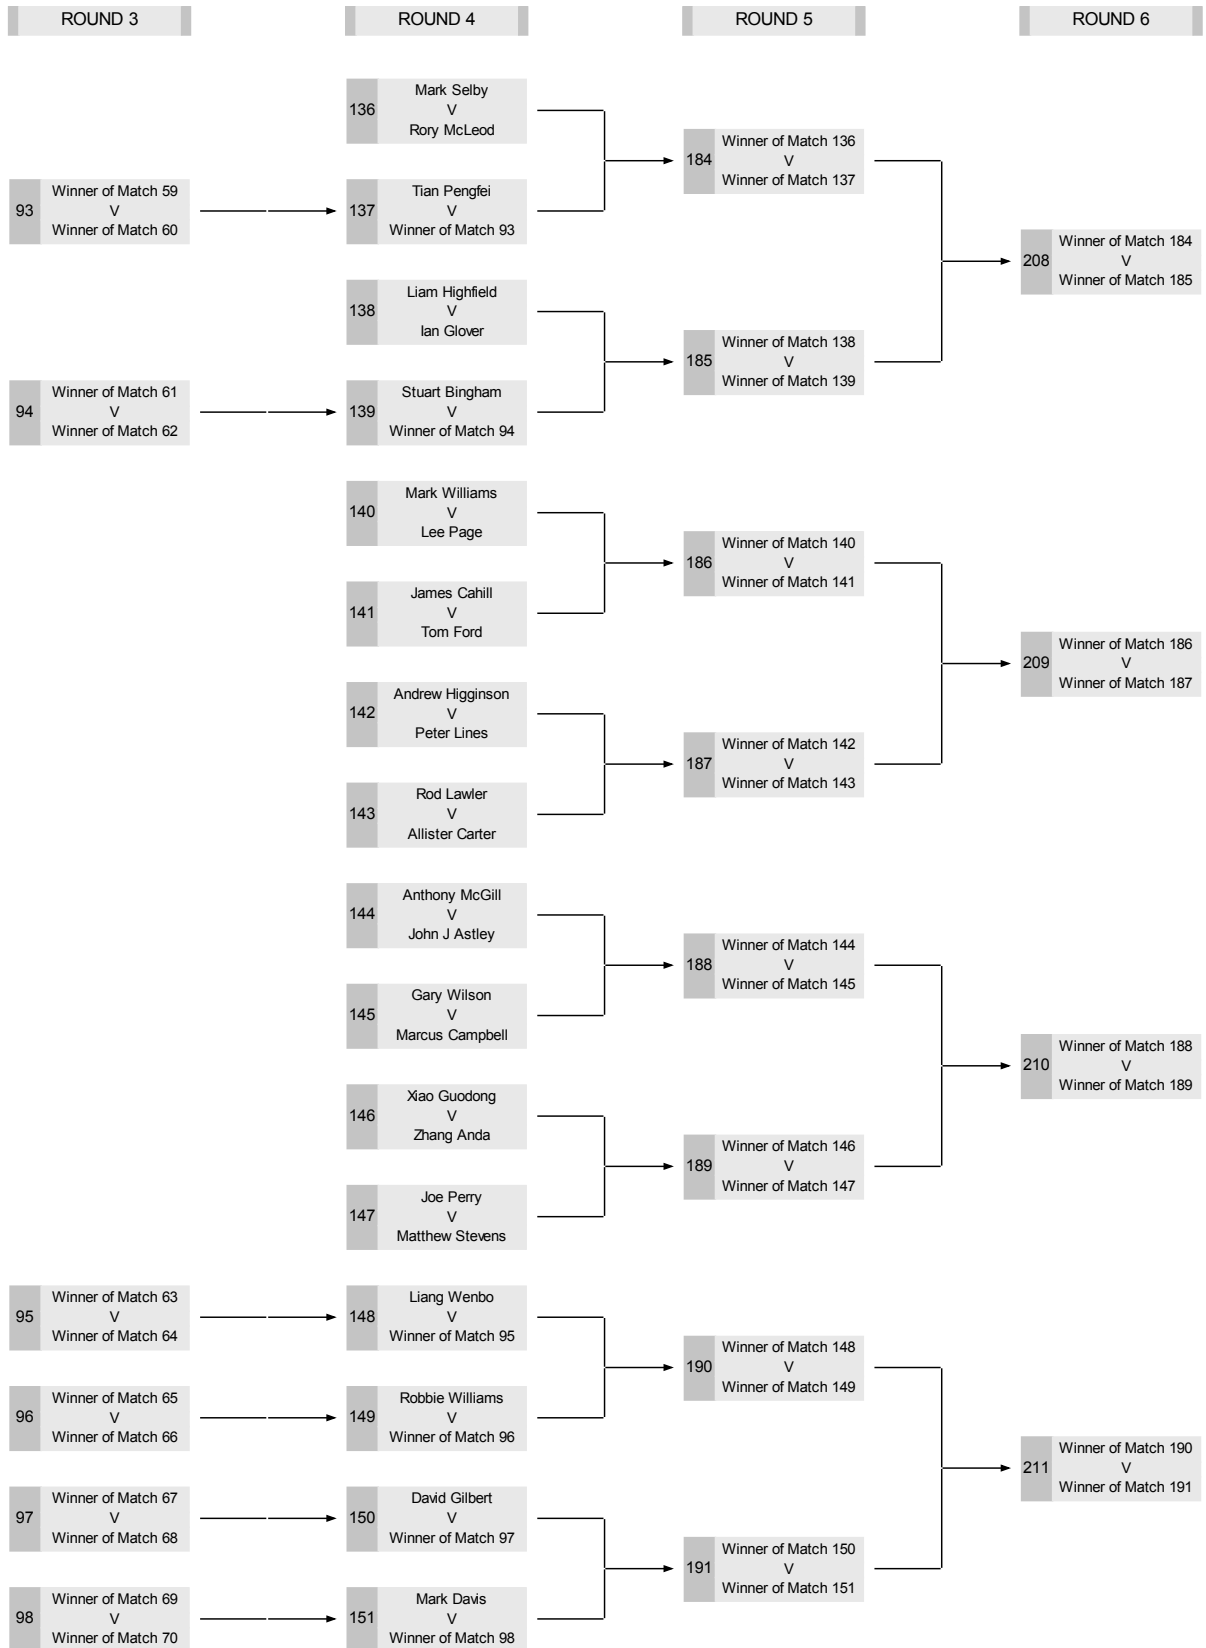 ROUND 3
ROUND 4
ROUND 5
ROUND 6
136
Mark Selby
V
Rory McLeod
184
Winner of Match 136
V
Winner of Match 137
93
Winner of Match 59
V
Winner of Match 60
137
Tian Pengfei
V
Winner of Match 93
208
Winner of Match 184
V
Winner of Match 185
138
Liam Highfield
V
Ian Glover
185
Winner of Match 138
V
Winner of Match 139
94
Winner of Match 61
V
Winner of Match 62
139
Stuart Bingham
V
Winner of Match 94
140
Mark Williams
V
Lee Page
186
Winner of Match 140
V
Winner of Match 141
141
James Cahill
V
Tom Ford
209
Winner of Match 186
V
Winner of Match 187
142
Andrew Higginson
V
Peter Lines
187
Winner of Match 142
V
Winner of Match 143
143
Rod Lawler
V
Allister Carter
144
Anthony McGill
V
John J Astley
188
Winner of Match 144
V
Winner of Match 145
145
Gary Wilson
V
Marcus Campbell
210
Winner of Match 188
V
Winner of Match 189
146
Xiao Guodong
V
Zhang Anda
189
Winner of Match 146
V
Winner of Match 147
147
Joe Perry
V
Matthew Stevens
95
Winner of Match 63
V
Winner of Match 64
148
Liang Wenbo
V
Winner of Match 95
190
Winner of Match 148
V
Winner of Match 149
96
Winner of Match 65
V
Winner of Match 66
149
Robbie Williams
V
Winner of Match 96
211
Winner of Match 190
V
Winner of Match 191
97
Winner of Match 67
V
Winner of Match 68
150
David Gilbert
V
Winner of Match 97
191
Winner of Match 150
V
Winner of Match 151
98
Winner of Match 69
V
Winner of Match 70
151
Mark Davis
V
Winner of Match 98